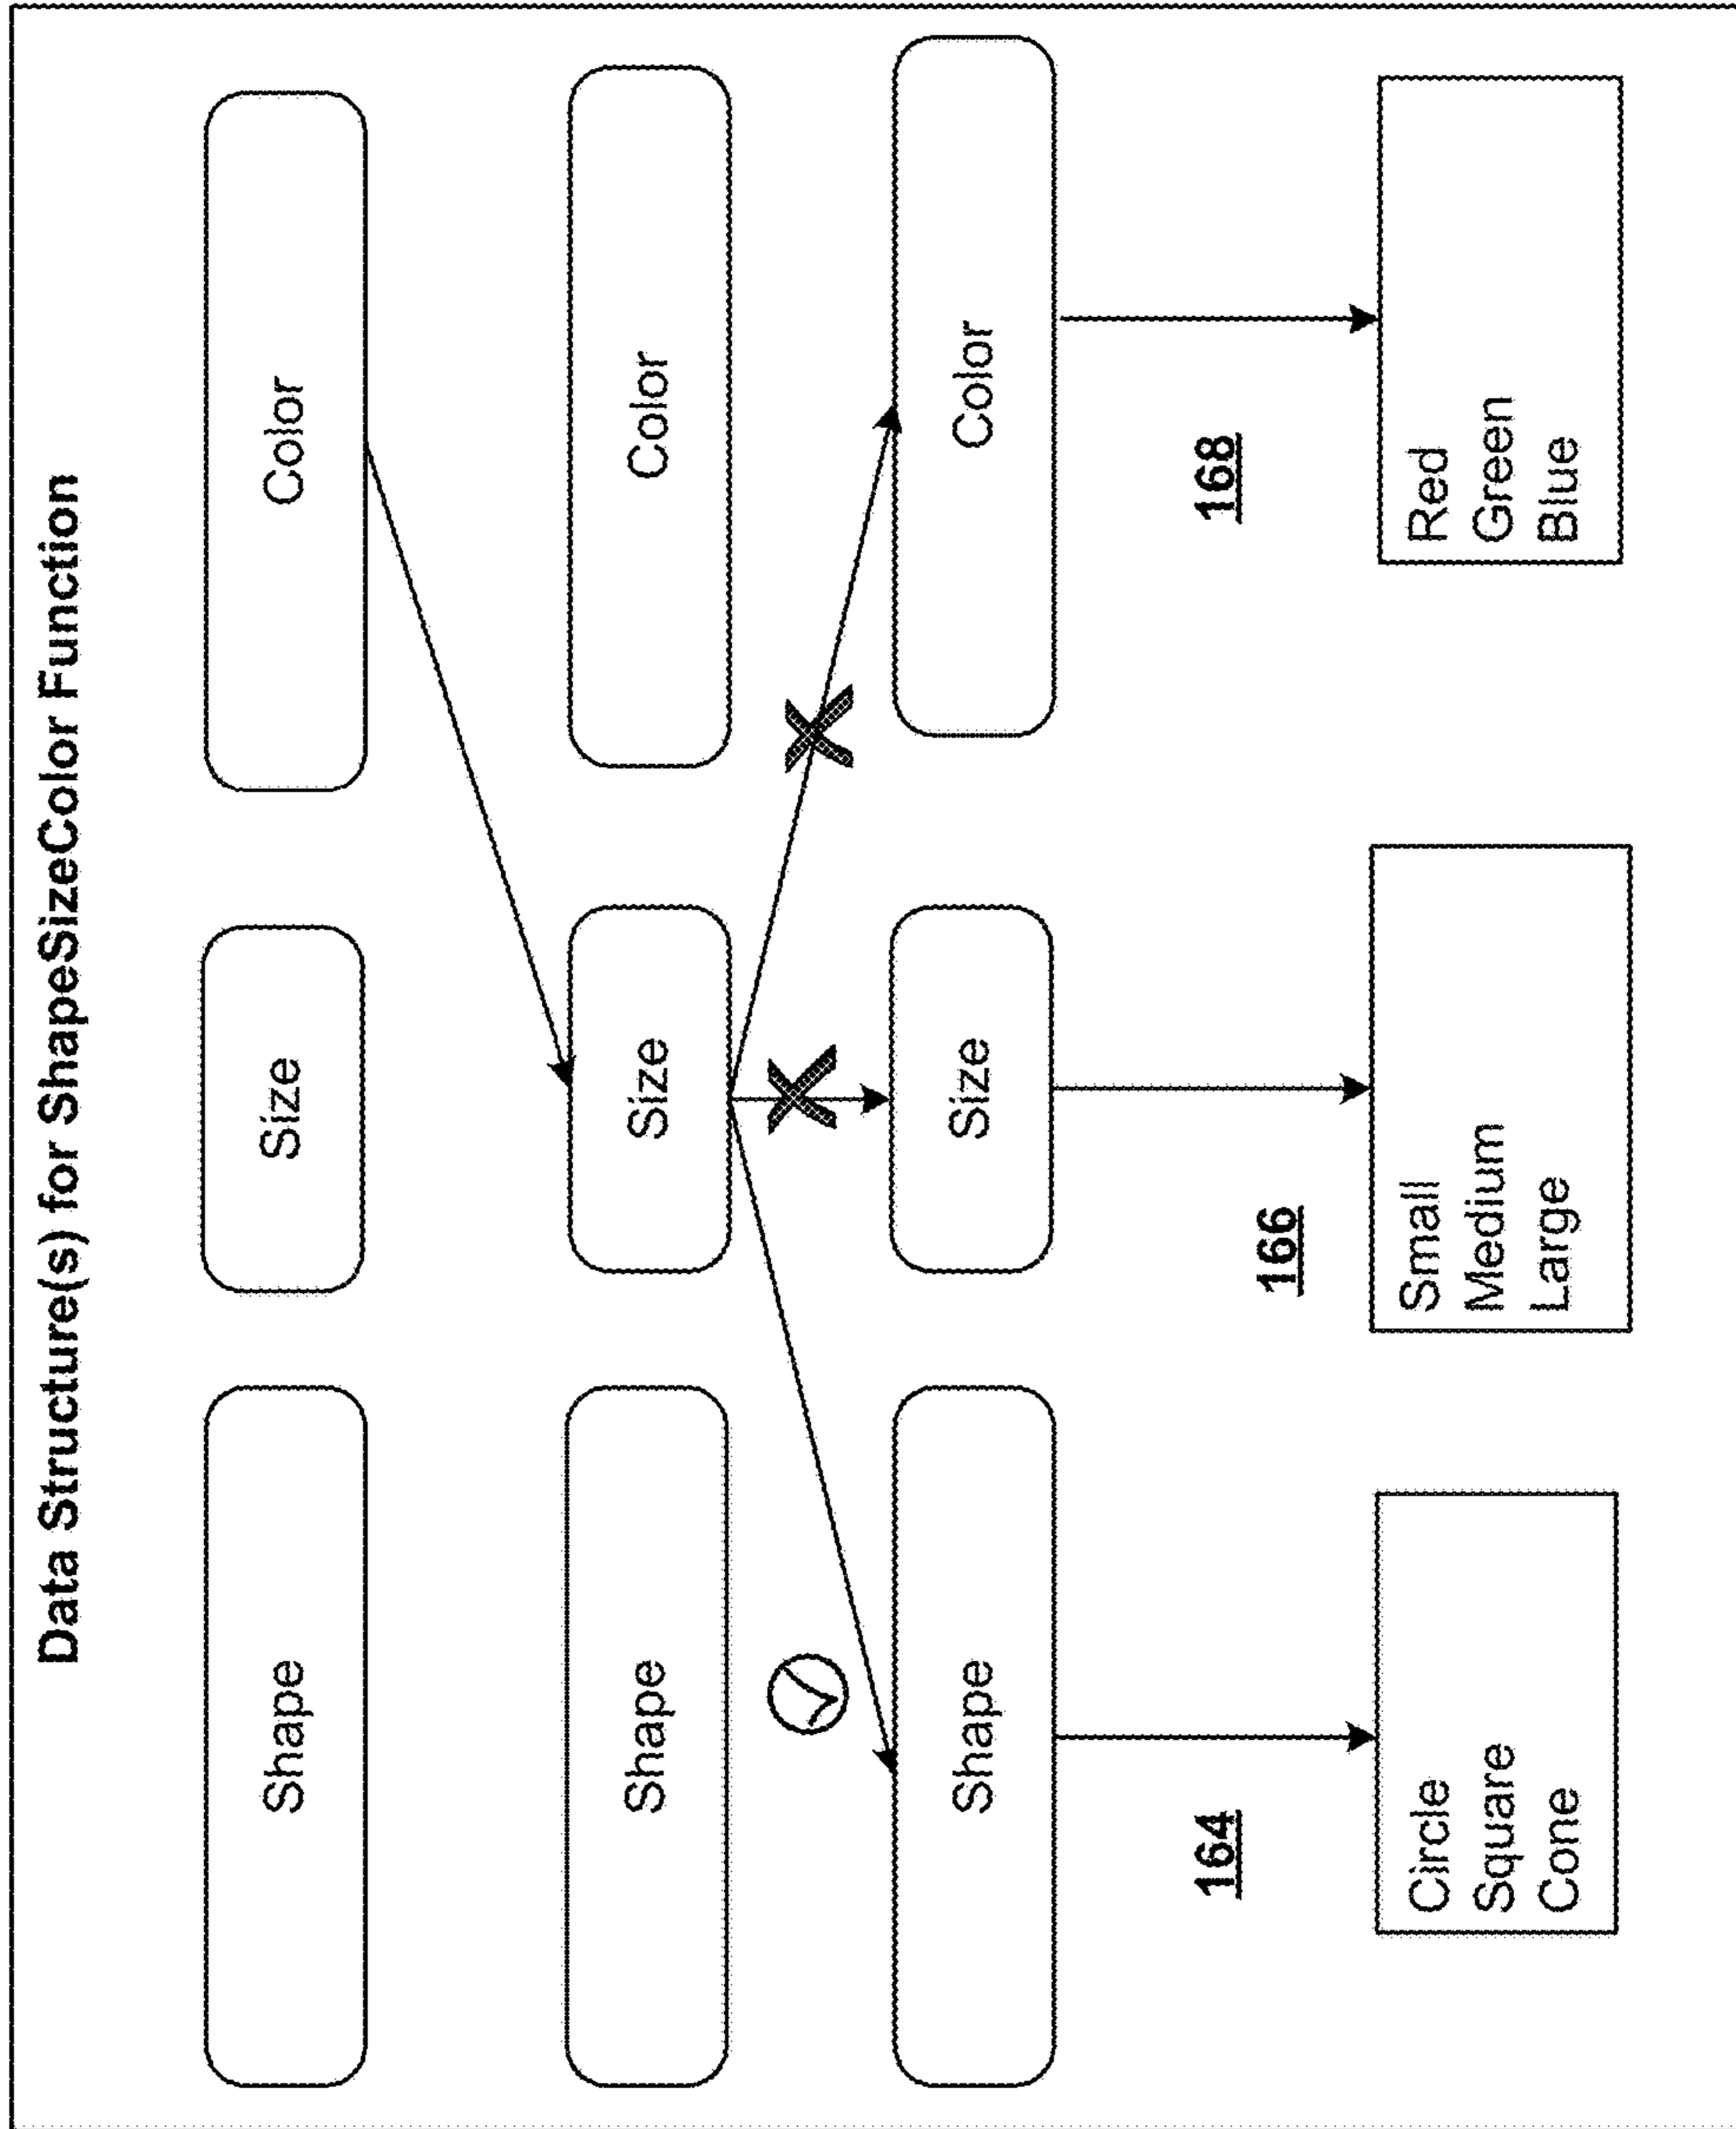 Data Structure(s) for ShapeSizeColor Function
Shape
Size
Color
Shape
Size
Color
Shape
Size
Color
164
166
168
Circle
Square
Cone
Small
Medium
Large
Red
Green
Blue